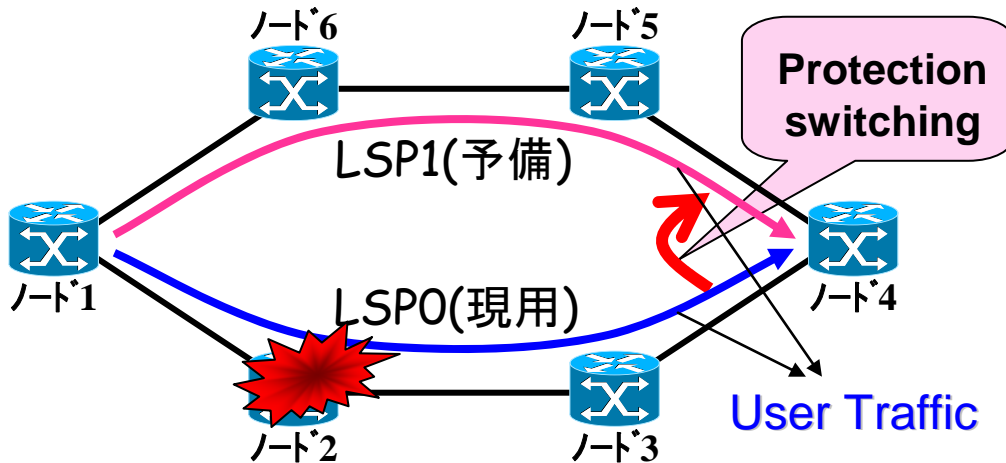 ﾉｰﾄﾞ6
ﾉｰﾄﾞ5
Protection
switching
LSP1(予備)
ﾉｰﾄﾞ1
ﾉｰﾄﾞ4
LSP0(現用)
ﾉｰﾄﾞ2
ﾉｰﾄﾞ3
User Traffic